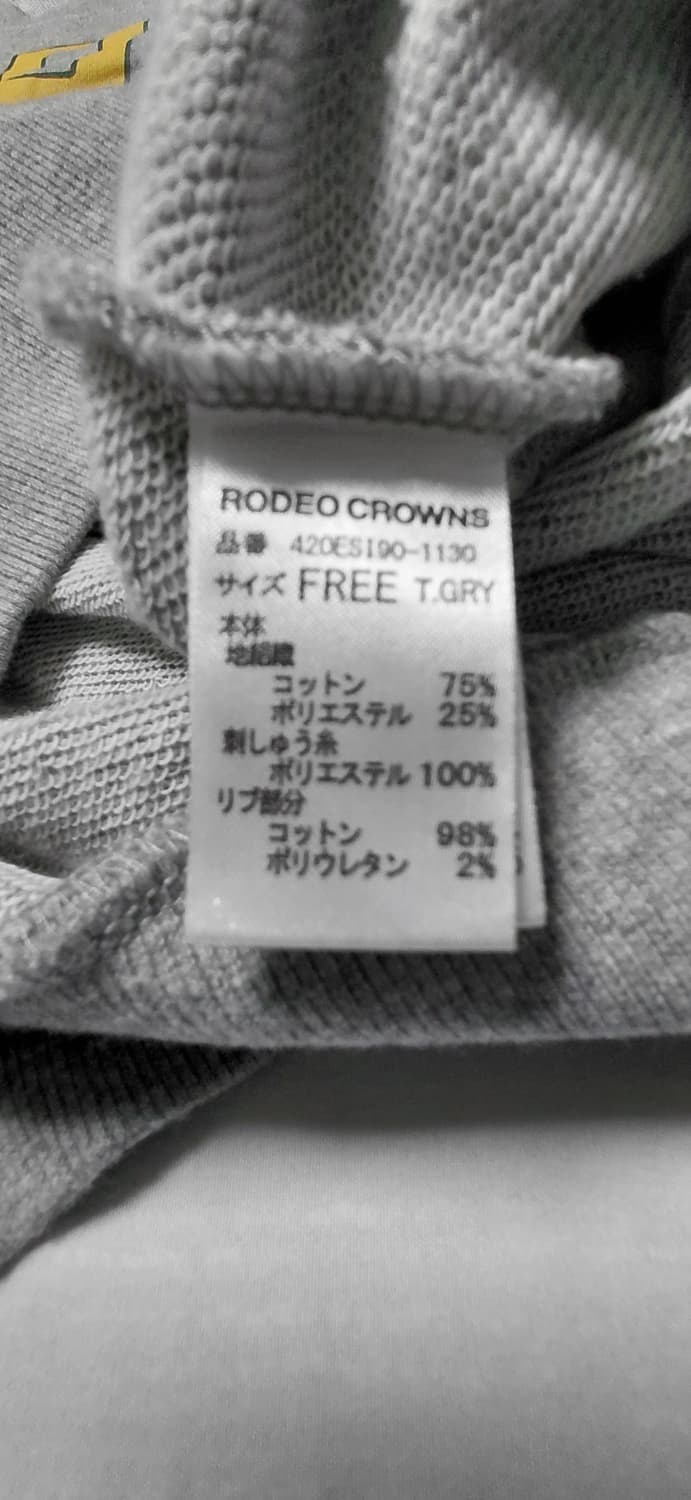 RODEO CROWNS
品番 420ESI90-1130
サイズ FREE T.GRY
本体
地組織
コットン 75%
ポリエステル 25%
刺しゅう糸
ポリエステル 100%
リブ部分
コットン 98%
ポリウレタン 2%